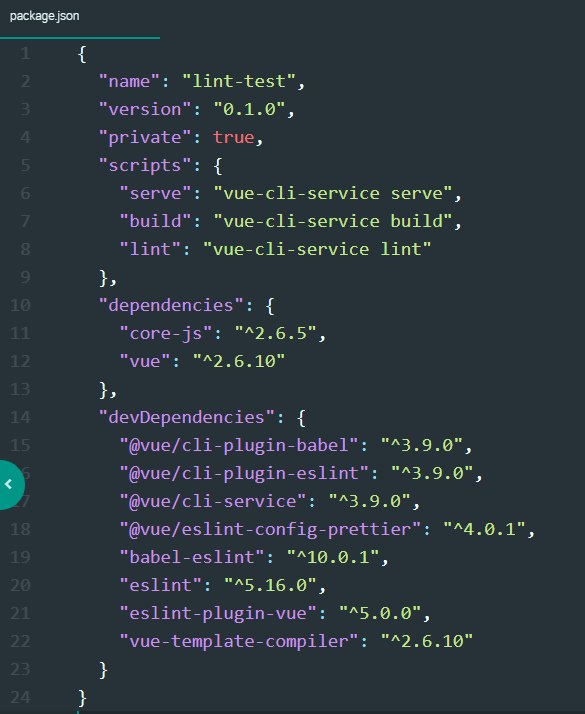 package.json
1 {
2 "name": "lint-test",
3 "version": "0.1.0",
4 "private": true,
5 "scripts": {
6 "serve": "vue-cli-service serve",
7 "build": "vue-cli-service build",
8 "lint": "vue-cli-service lint"
9 },
10 "dependencies": {
11 "core-js": "^2.6.5",
12 "vue": "^2.6.10"
13 },
14 "devDependencies": {
15 "@vue/cli-plugin-babel": "^3.9.0",
6 "@vue/cli-plugin-eslint": "^3.9.0",
7 "@vue/cli-service": "^3.9.0",
18 "@vue/eslint-config-prettier": "^4.0.1",
19 "babel-eslint": "^10.0.1",
20 "eslint": "^5.16.0",
21 "eslint-plugin-vue": "^5.0.0",
22 "vue-template-compiler": "^2.6.10"
23 }
24 }